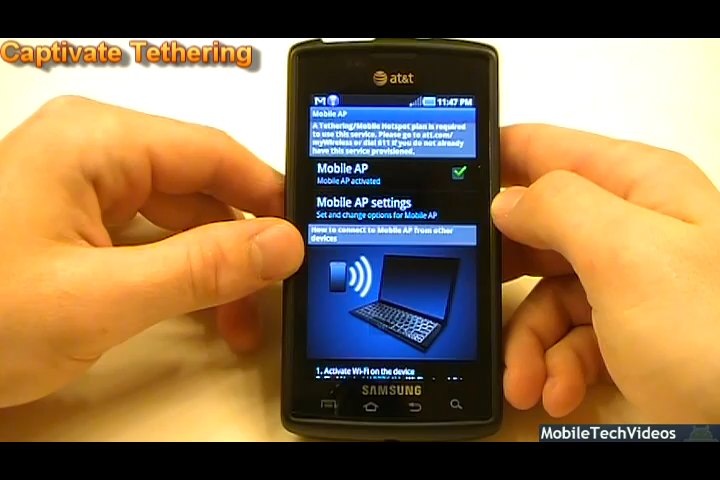 Captivate Tethering
at&t
11:47 PM
Mobile AP
A Tethering/Mobile Hotspot plan is required
to use this service. Please go to att.com/
myWireless or dial 611 if you do not already
have this service provisioned.
Mobile AP
Mobile AP activated
Mobile AP settings
Set and change options for Mobile AP
How to connect to Mobile AP from other
devices
1. Activate Wi-Fi on the device
SAMSUNG
MobileTechVideos